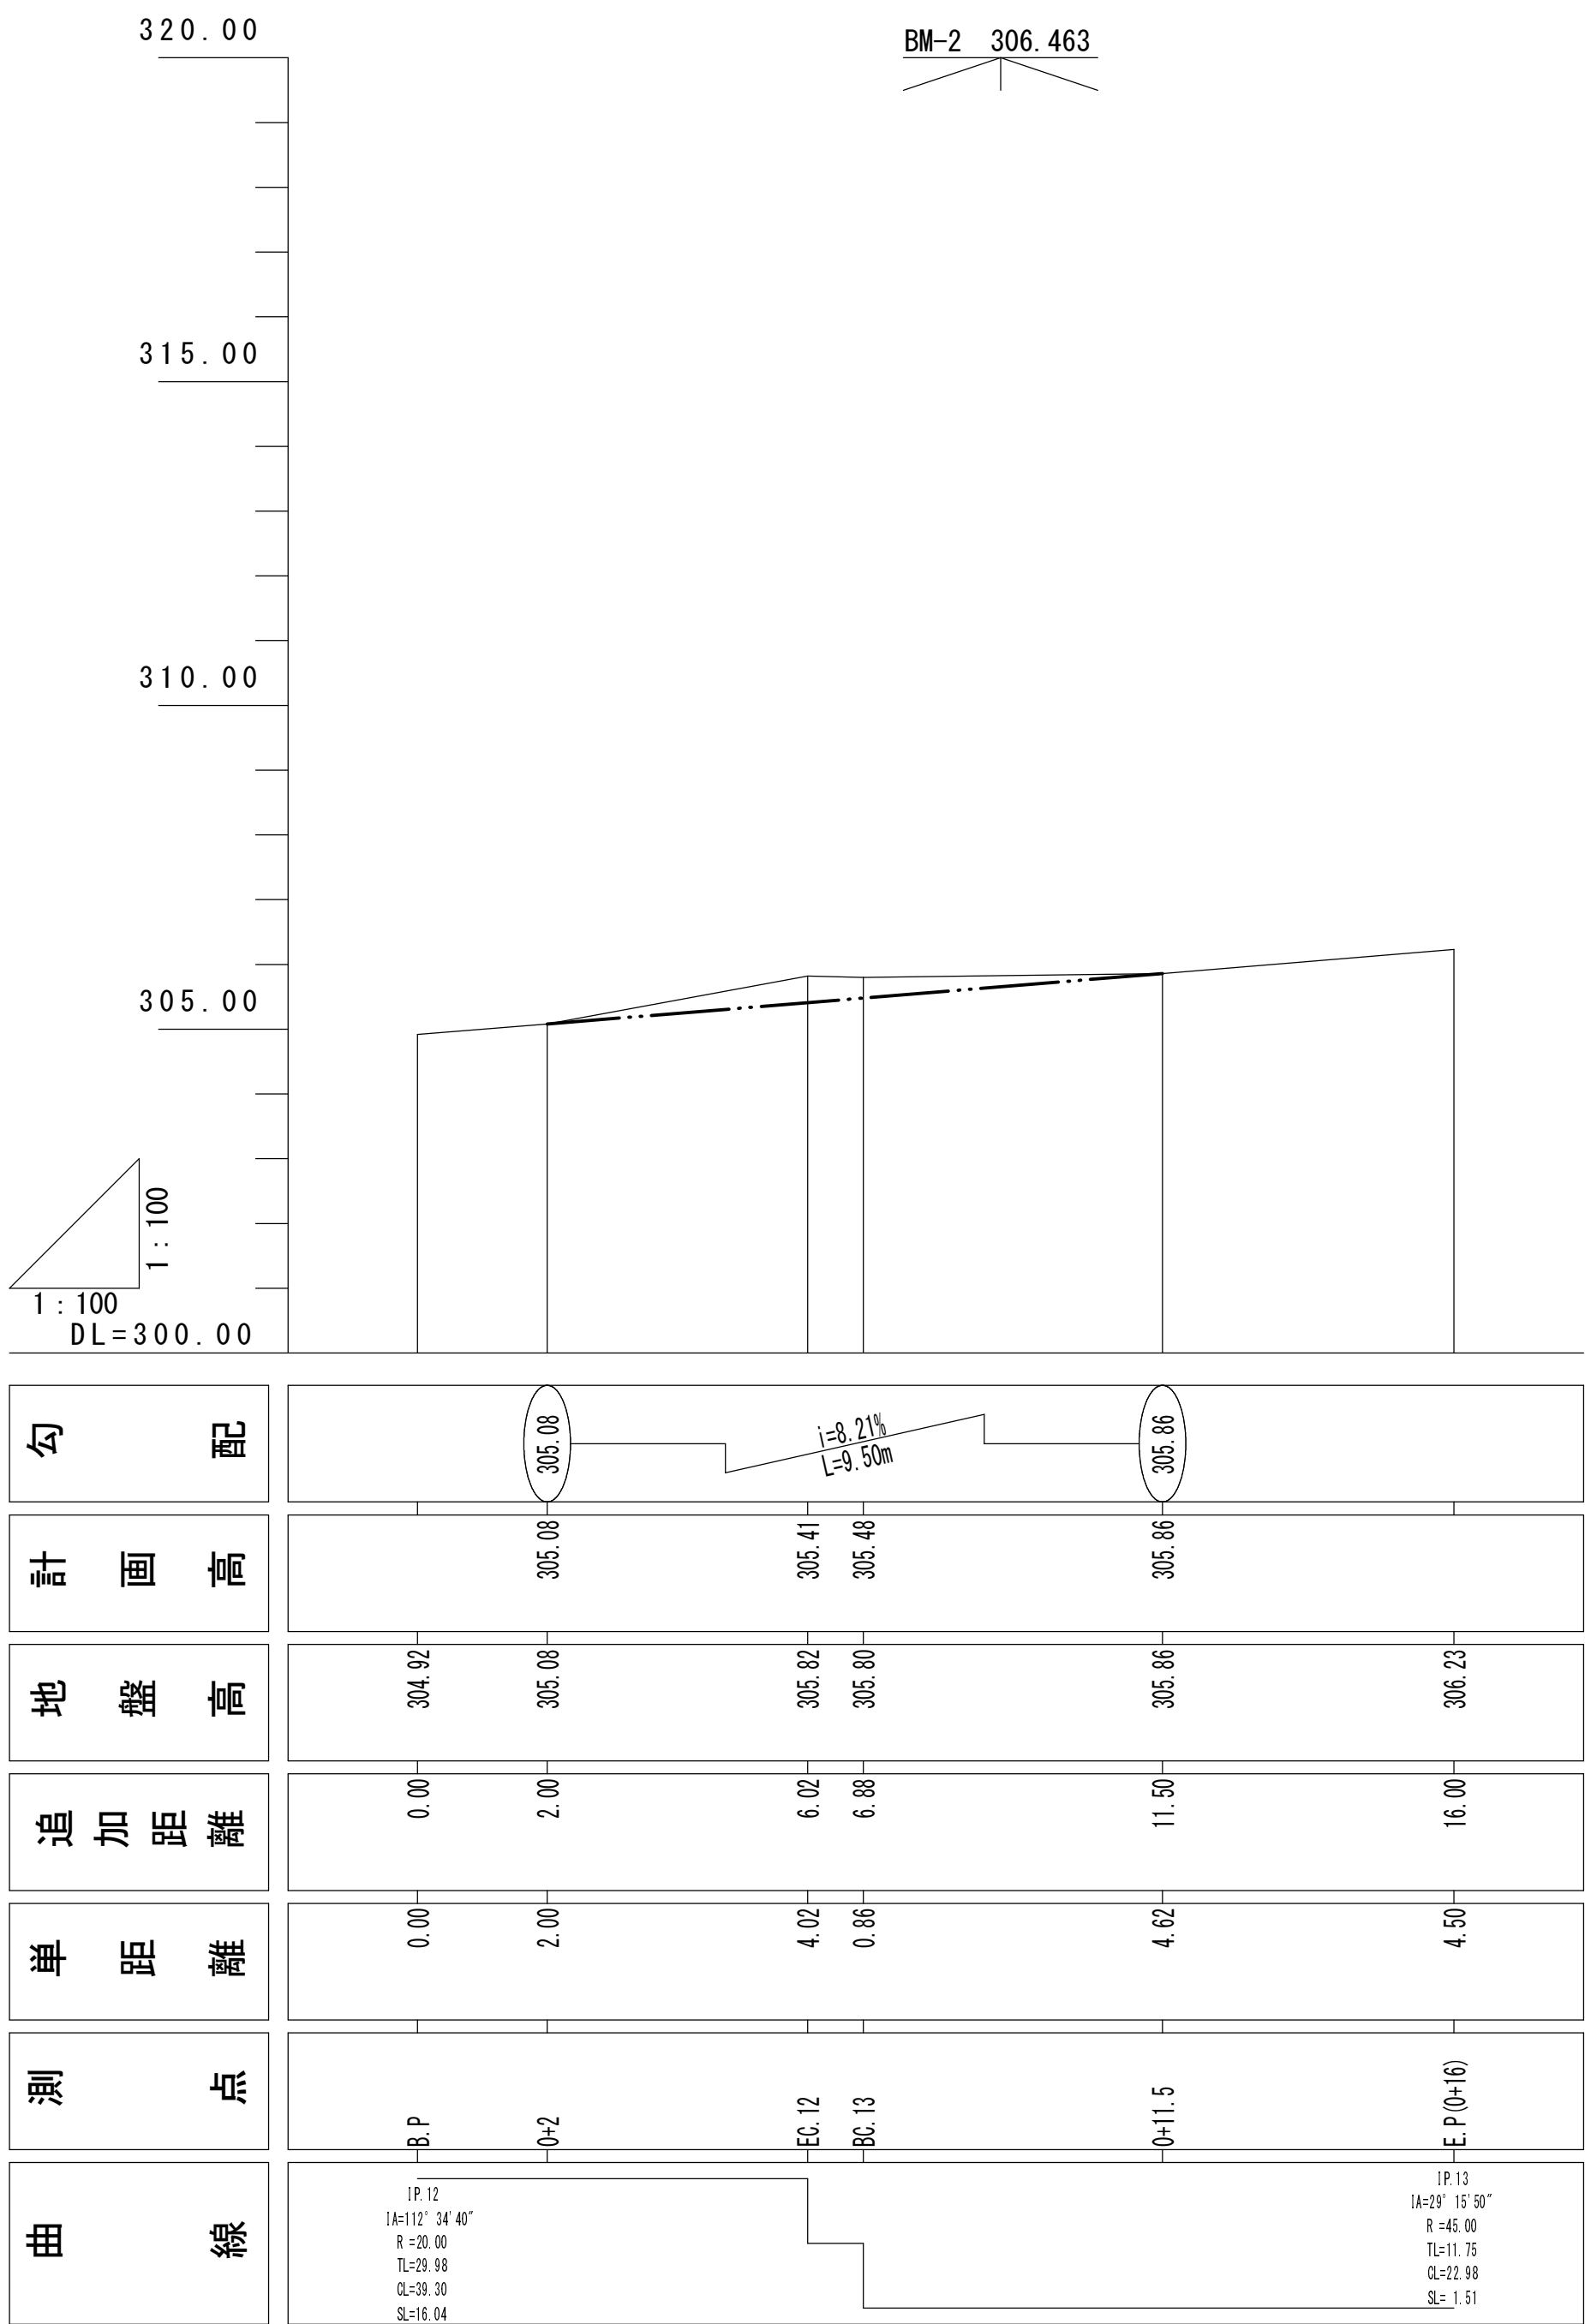 320.00
BM-2 306.463
315.00
310.00
305.00
1:100
1:100
DL=300.00
勾配
305.08
i=8.21%
L=9.50m
305.86
計画高
305.08 305.41 305.48 305.86
地盤高
304.92 305.08 305.82 305.80 305.86 306.23
追加距離
0.00 2.00 6.02 6.88 11.50 16.00
単距離
0.00 2.00 4.02 0.86 4.62 4.50
測点
B.P 0+2 EC.12 BC.13 0+11.5 E.P(0+16)
曲線
IP.12
IA=112° 34'40"
R =20.00
TL=29.98
CL=39.30
SL=16.04
IP.13
IA=29° 15'50"
R =45.00
TL=11.75
CL=22.98
SL= 1.51